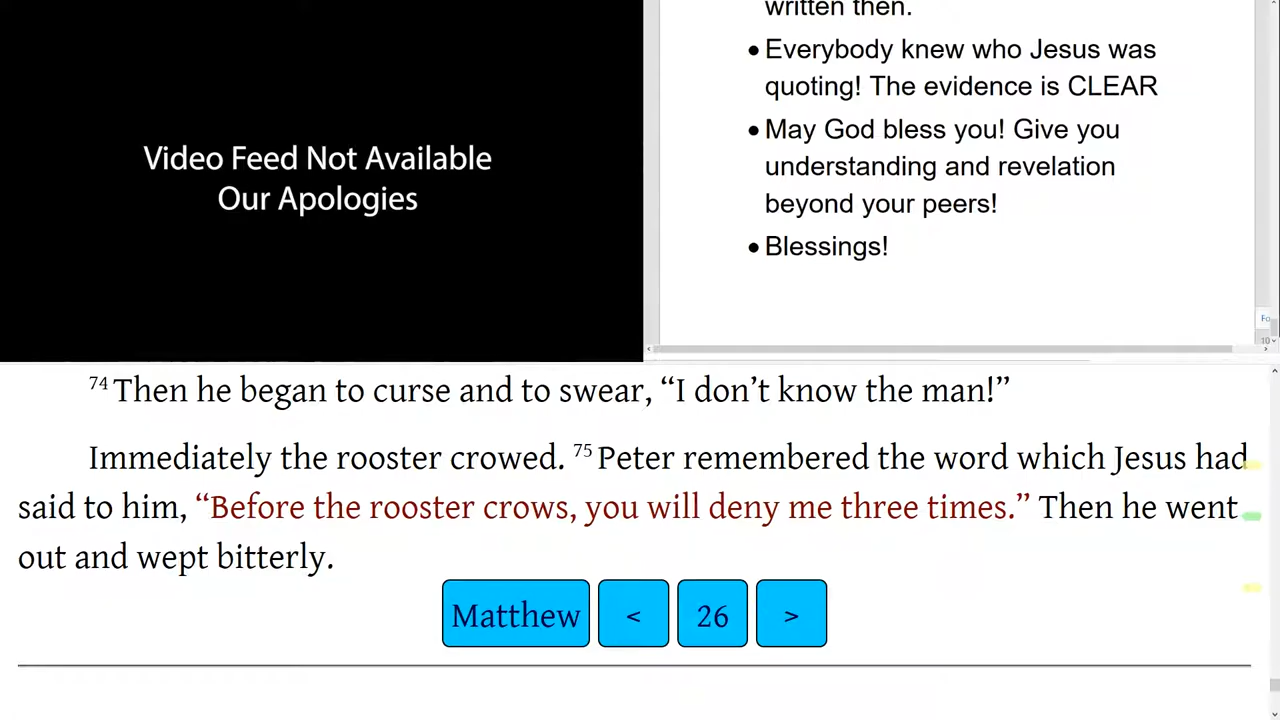 Video Feed Not Available
Our Apologies
written then.
• Everybody knew who Jesus was
quoting! The evidence is CLEAR
• May God bless you! Give you
understanding and revelation
beyond your peers!
• Blessings!
Fo
10
74 Then he began to curse and to swear, “I don’t know the man!”
Immediately the rooster crowed. 75 Peter remembered the word which Jesus had
said to him, “Before the rooster crows, you will deny me three times.” Then he went
out and wept bitterly.
Matthew < 26 >